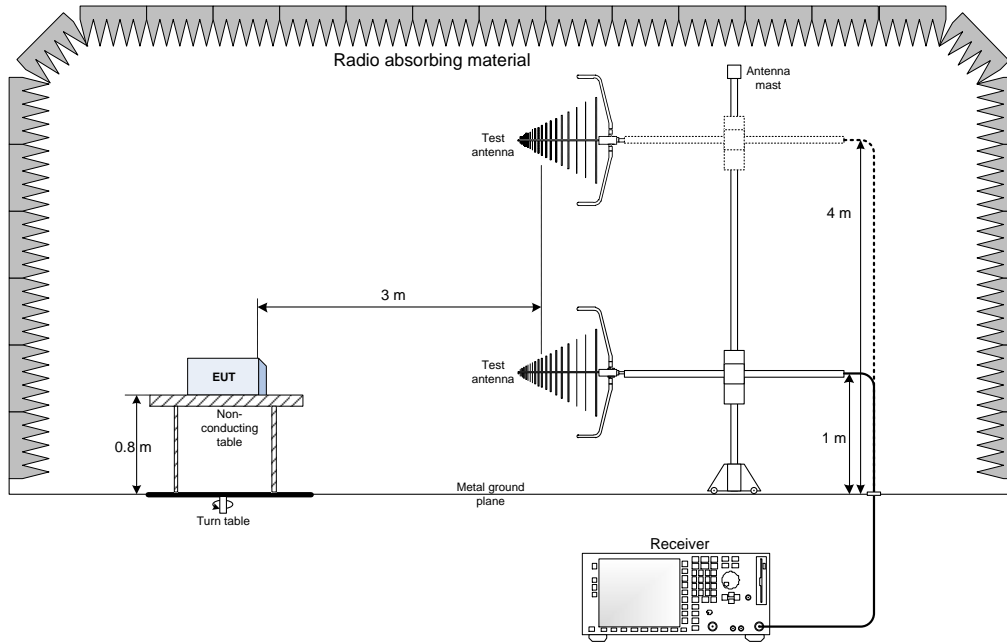 Radio absorbing material
Antenna
mast
Test
antenna
4 m
3 m
Test
antenna
EUT
Non-
conducting
table
0.8 m
1 m
Metal ground
plane
Turn table
Receiver